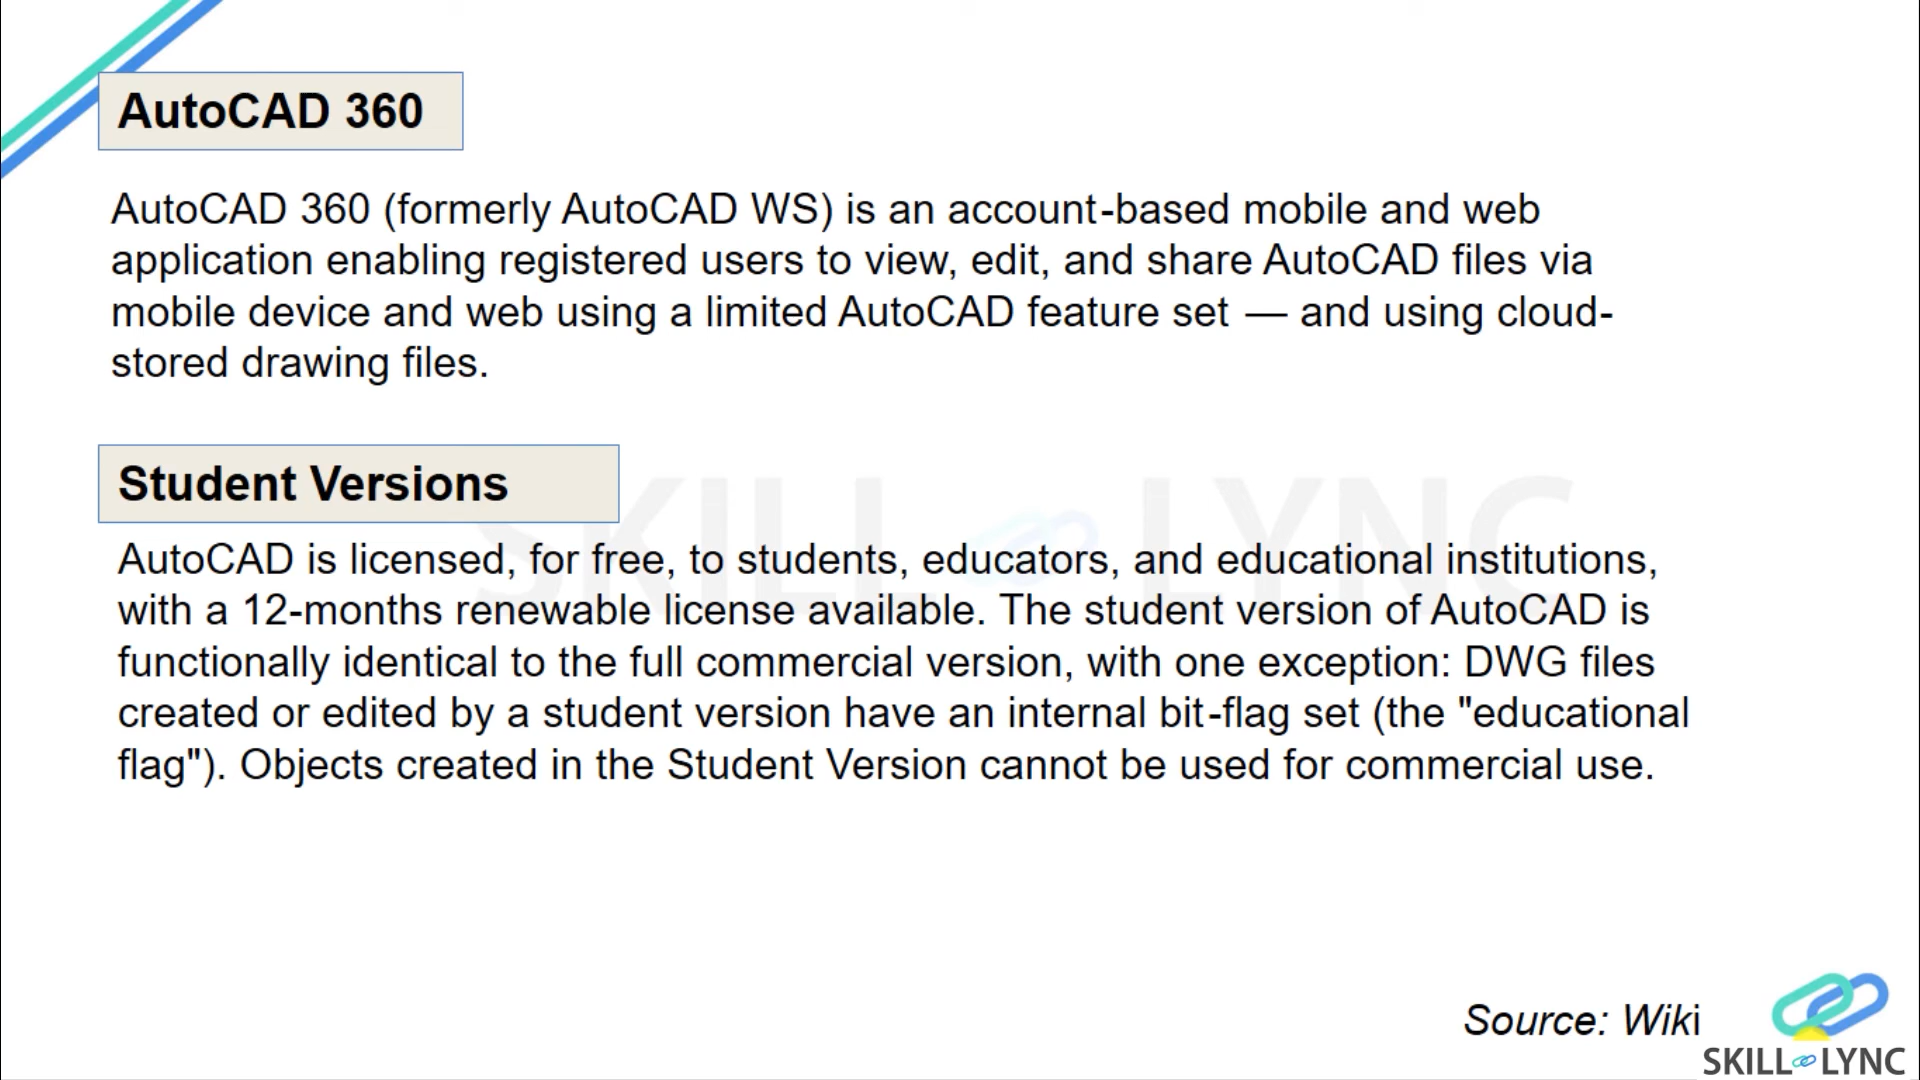 AutoCAD 360
AutoCAD 360 (formerly AutoCAD WS) is an account-based mobile and web
application enabling registered users to view, edit, and share AutoCAD files via
mobile device and web using a limited AutoCAD feature set — and using cloud-
stored drawing files.
Student Versions
SKILL LYNC
AutoCAD is licensed, for free, to students, educators, and educational institutions,
with a 12-months renewable license available. The student version of AutoCAD is
functionally identical to the full commercial version, with one exception: DWG files
created or edited by a student version have an internal bit-flag set (the "educational
flag"). Objects created in the Student Version cannot be used for commercial use.
Source: Wiki
SKILL LYNC